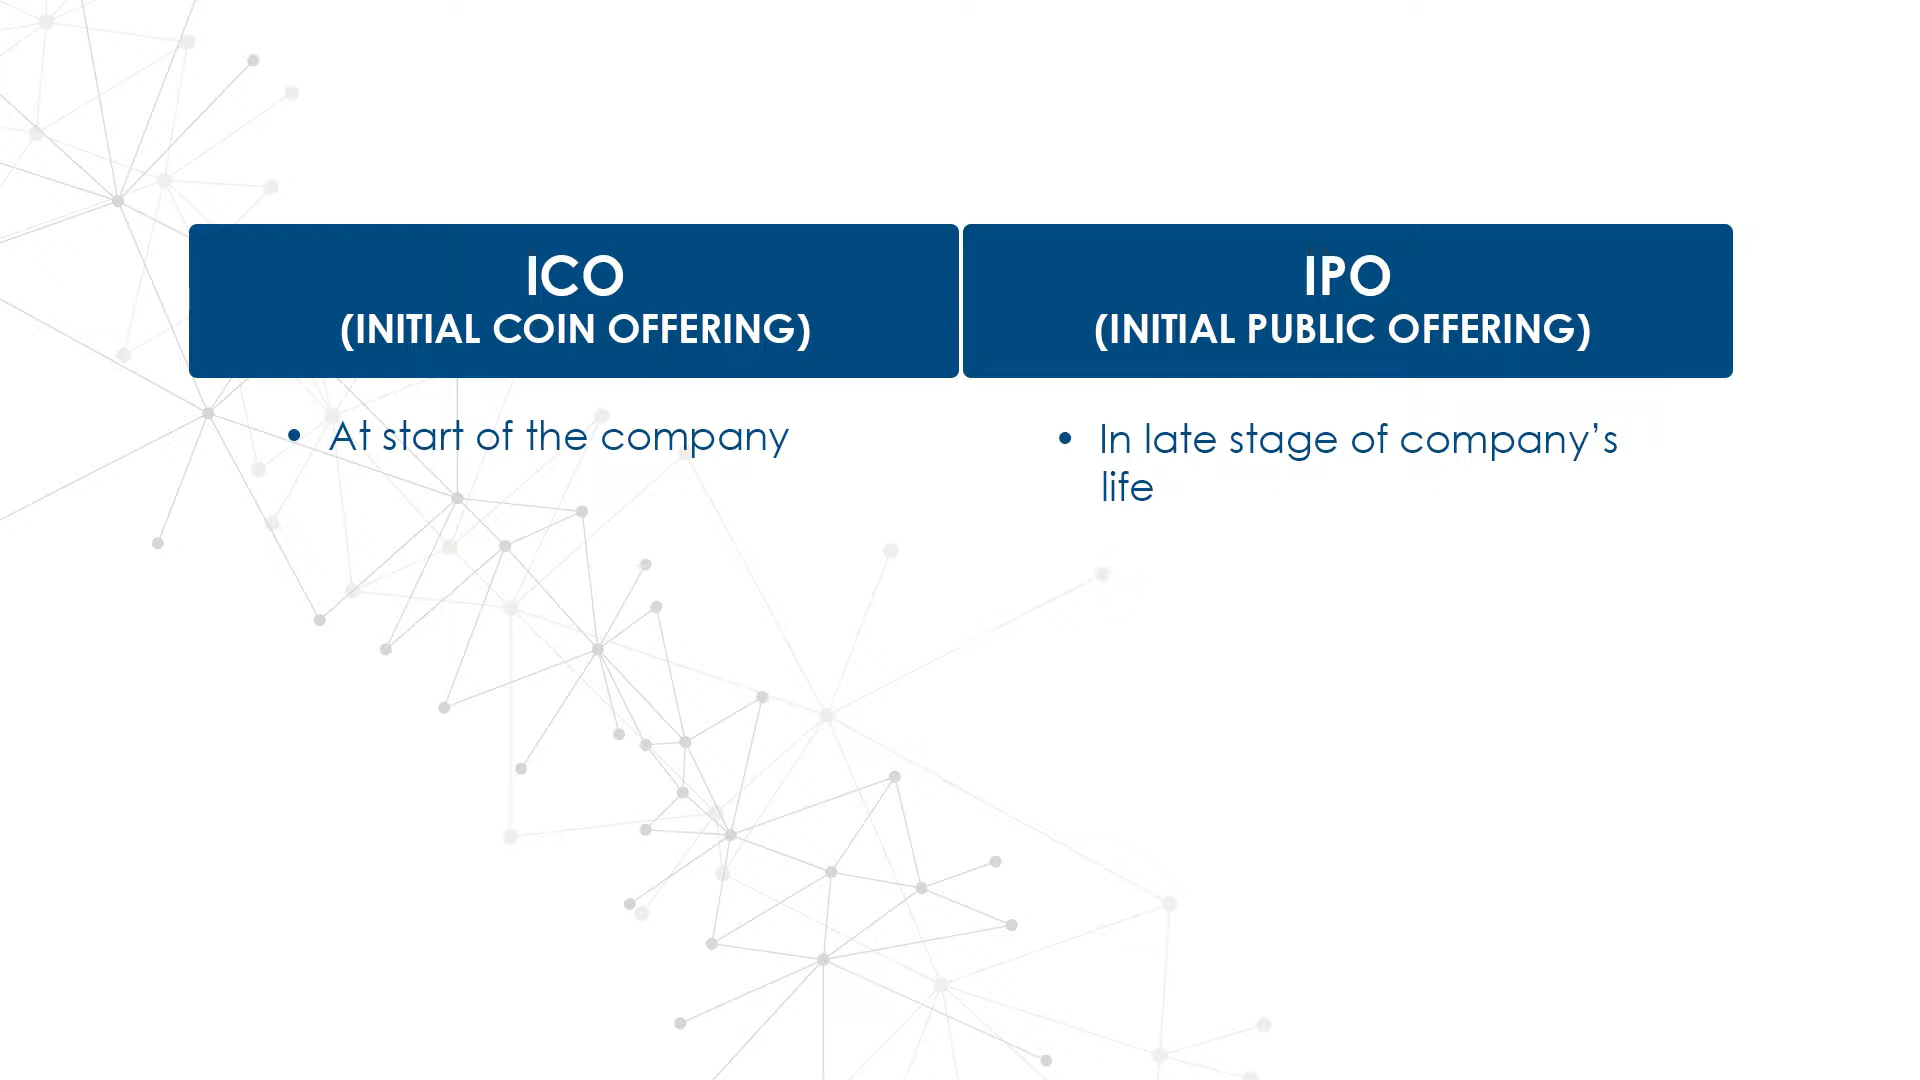 ICO
(INITIAL COIN OFFERING)
IPO
(INITIAL PUBLIC OFFERING)
• At start of the company
• In late stage of company’s
life